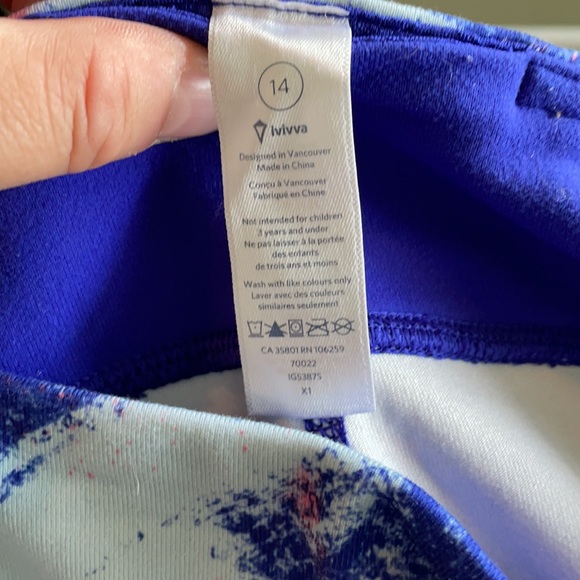 14
ivivva
Designed in Vancouver
Made in China
Conçu à Vancouver
Fabriqué en Chine
Not intended for children
3 years and under
Ne pas laisser à la portée
des enfants
de trois ans et moins
Wash with like colours only
Laver avec des couleurs
similaires seulement
CA 35801 RN 106259
70022
IG53875
X1